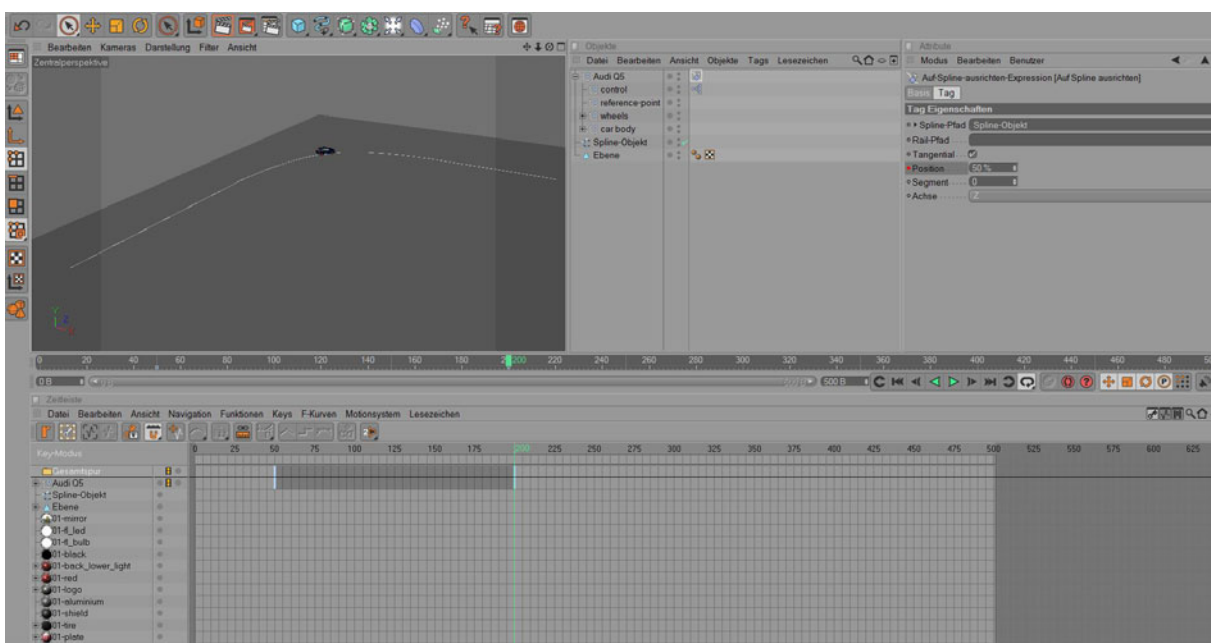 Bearbeiten Kameras Darstellung Filter Ansicht
Zentralperspektive
Y
Z
X
Objekte
Datei Bearbeiten Ansicht Objekte Tags Lesezeichen
Audi Q5
control
reference-point
wheels
car body
Spline-Objekt
Ebene
Attribute
Modus Bearbeiten Benutzer
Auf-Spline-ausrichten-Expression [Auf Spline ausrichten]
Basis Tag
Tag Eigenschaften
Spline-Pfad Spline-Objekt
Rail-Pfad
Tangential
Position 50 %
Segment 0
Achse Z
0 20 40 60 80 100 120 140 160 180 200 220 240 260 280 300 320 340 360 380 400 420 440 460 480
0 B 500 B
Zeitleiste
Datei Bearbeiten Ansicht Navigation Funktionen Keys F-Kurven Motionsystem Lesezeichen
Key-Modus 0 25 50 75 100 125 150 175 200 225 250 275 300 325 350 375 400 425 450 475 500 525 550 575 600 625
Gesamtspur
Audi Q5
Spline-Objekt
Ebene
01-mirror
01-fl_led
01-fl_bulb
01-black
01-back_lower_light
01-red
01-logo
01-aluminium
01-shield
01-tire
01-plate